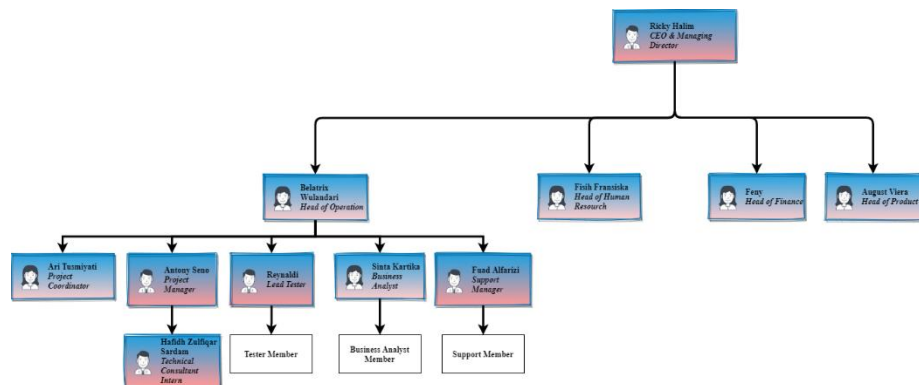 Ricky Halim
CEO & Managing
Director
Belatrix
Wulandari
Head of Operation
Fisih Fransiska
Head of Human
Resourch
Feny
Head of Finance
August Viera
Head of Product
Ari Tusmiyati
Project
Coordinator
Antony Seno
Project
Manager
Reynaldi
Lead Tester
Sinta Kartika
Business
Analyst
Fuad Alfarizi
Support
Manager
Hafidh Zulfiqar
Sardam
Technical
Consultant
Intern
Tester Member
Business Analyst
Member
Support Member